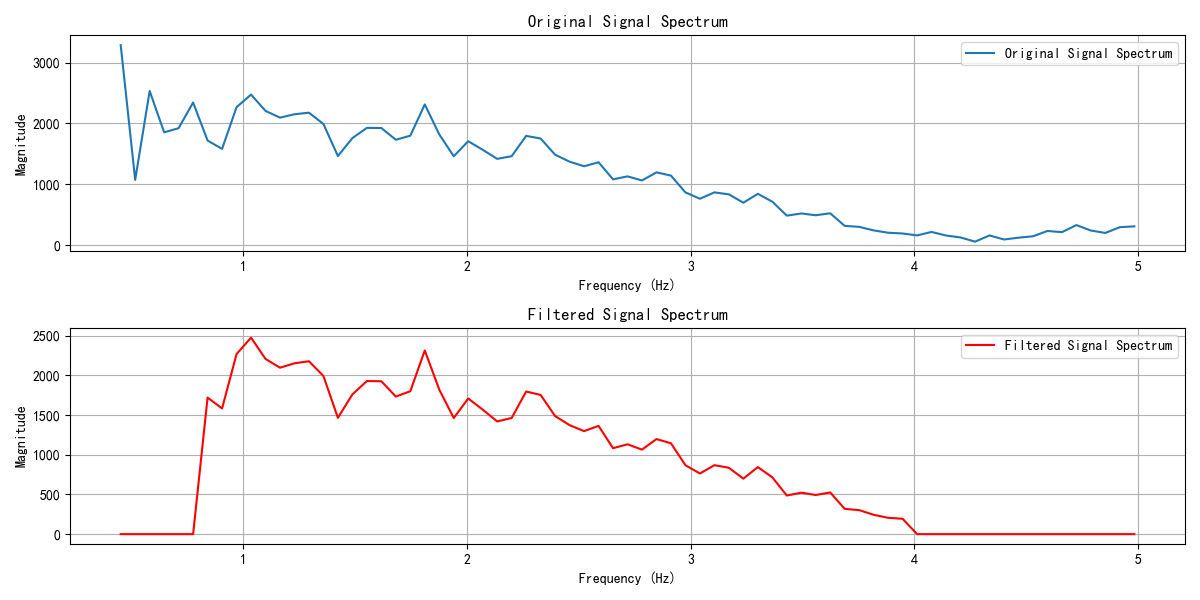 Original Signal Spectrum
Original Signal Spectrum
3000
2000
1000
0
Magnitude
1 2 3 4 5
Frequency (Hz)
Filtered Signal Spectrum
Filtered Signal Spectrum
2500
2000
1500
1000
500
0
Magnitude
1 2 3 4 5
Frequency (Hz)